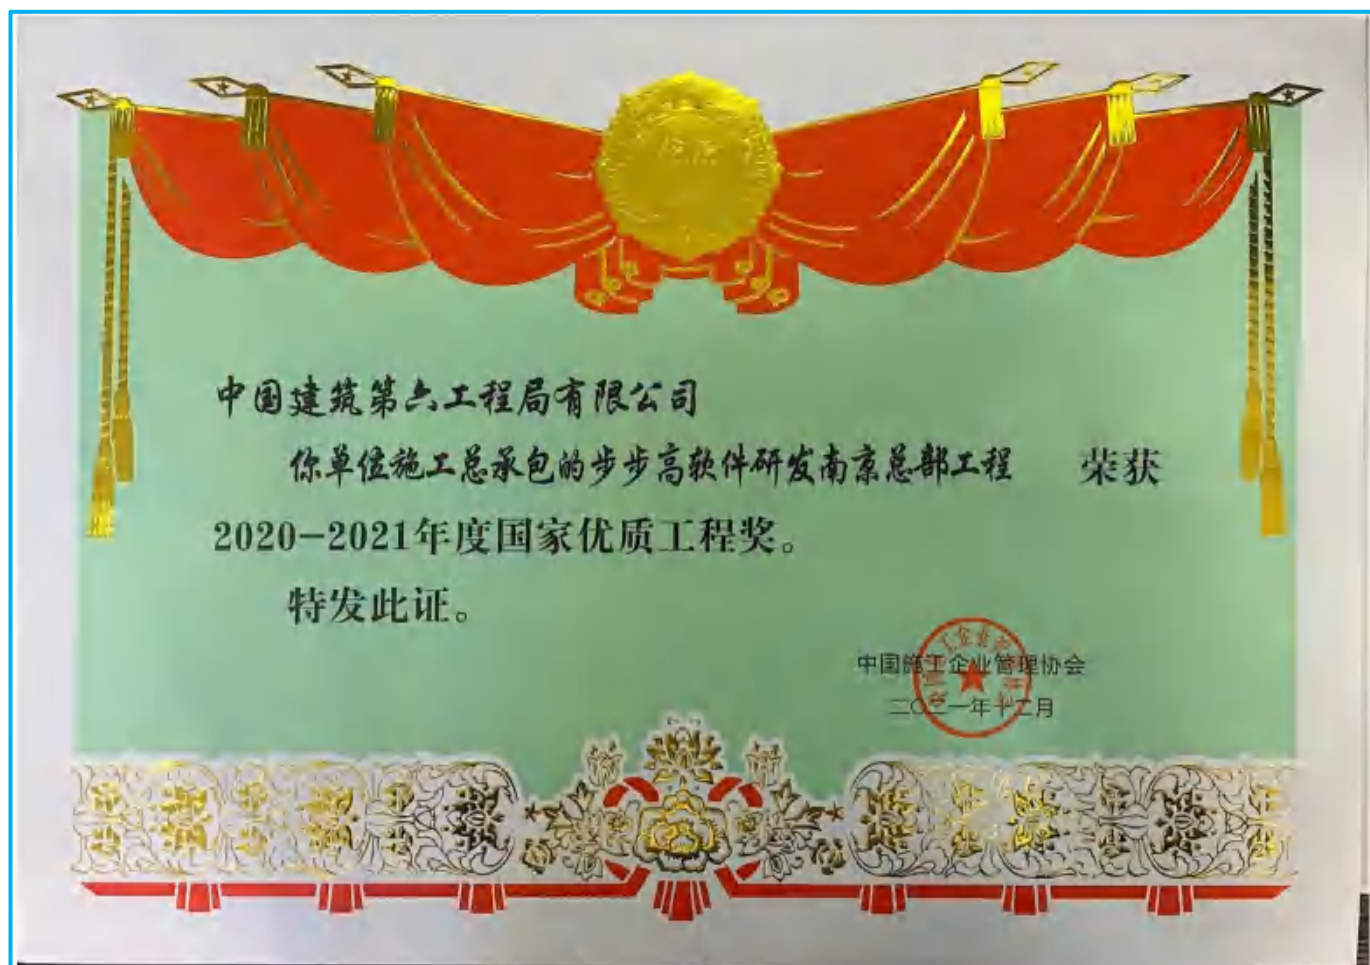 中国建筑第六工程局有限公司
你单位施工总承包的步步高软件研发南京总部工程 荣获
2020-2021年度国家优质工程奖。
特发此证。
中国施工企业管理协会
二〇二一年十二月